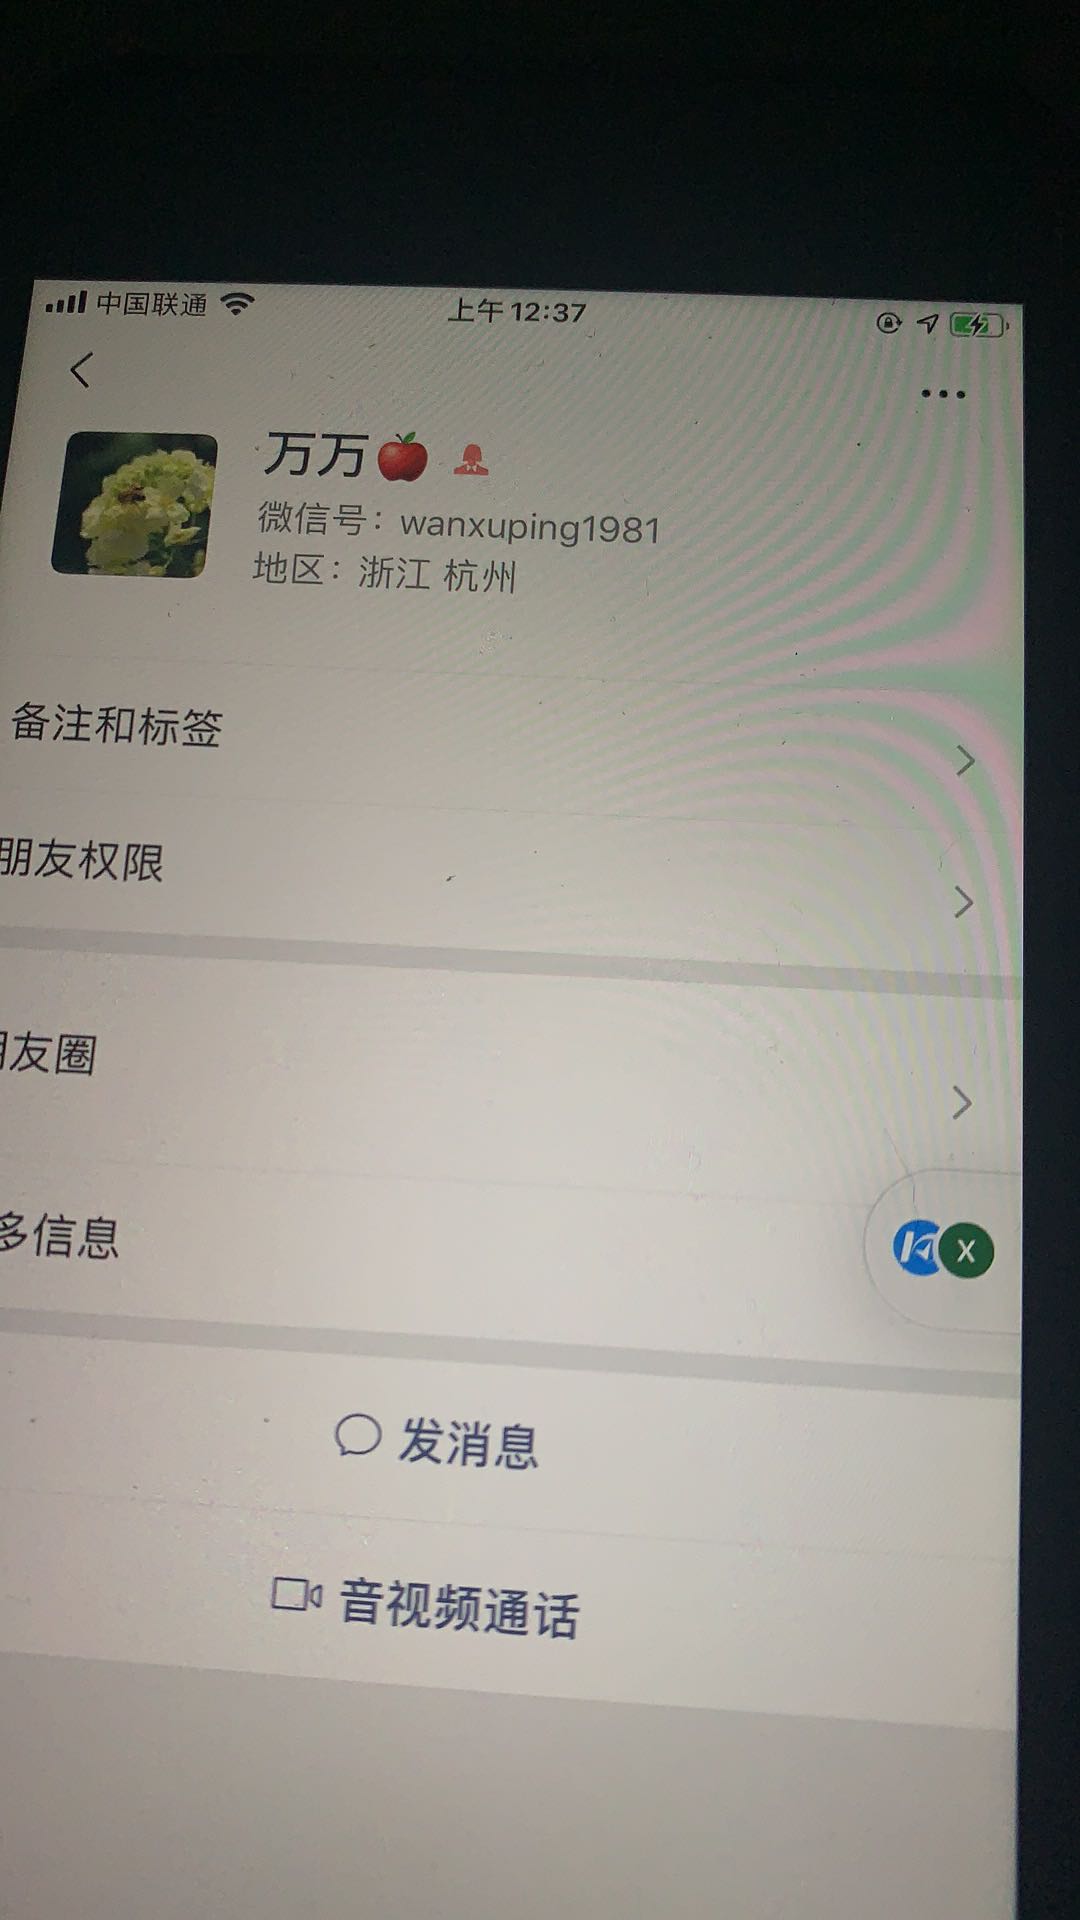 中国联通
上午 12:37
万万🍎
微信号：wanxuping1981
地区：浙江 杭州
备注和标签
朋友权限
朋友圈
多信息
X
发消息
音视频通话